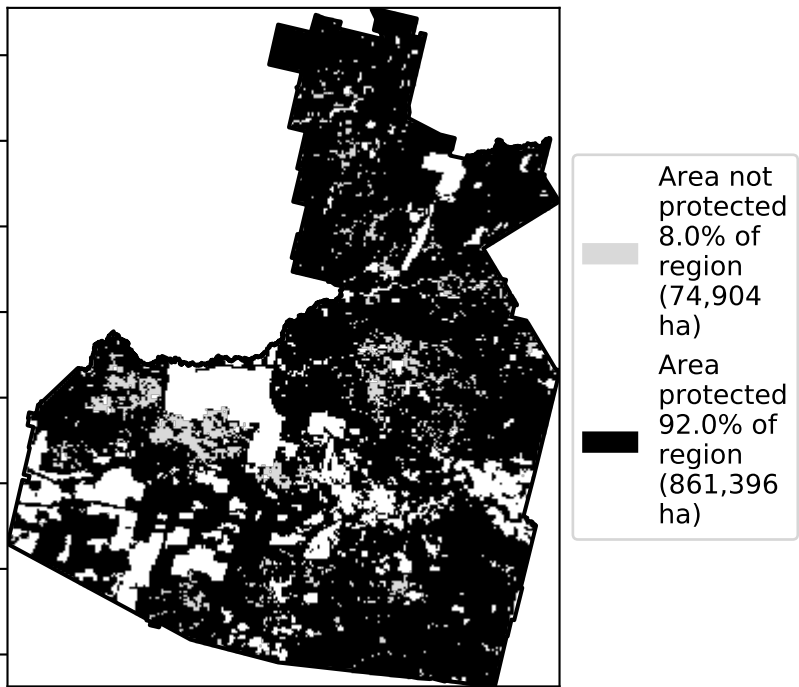 Area not
protected
8.0% of
region
(74,904
ha)
Area
protected
92.0% of
region
(861,396
ha)